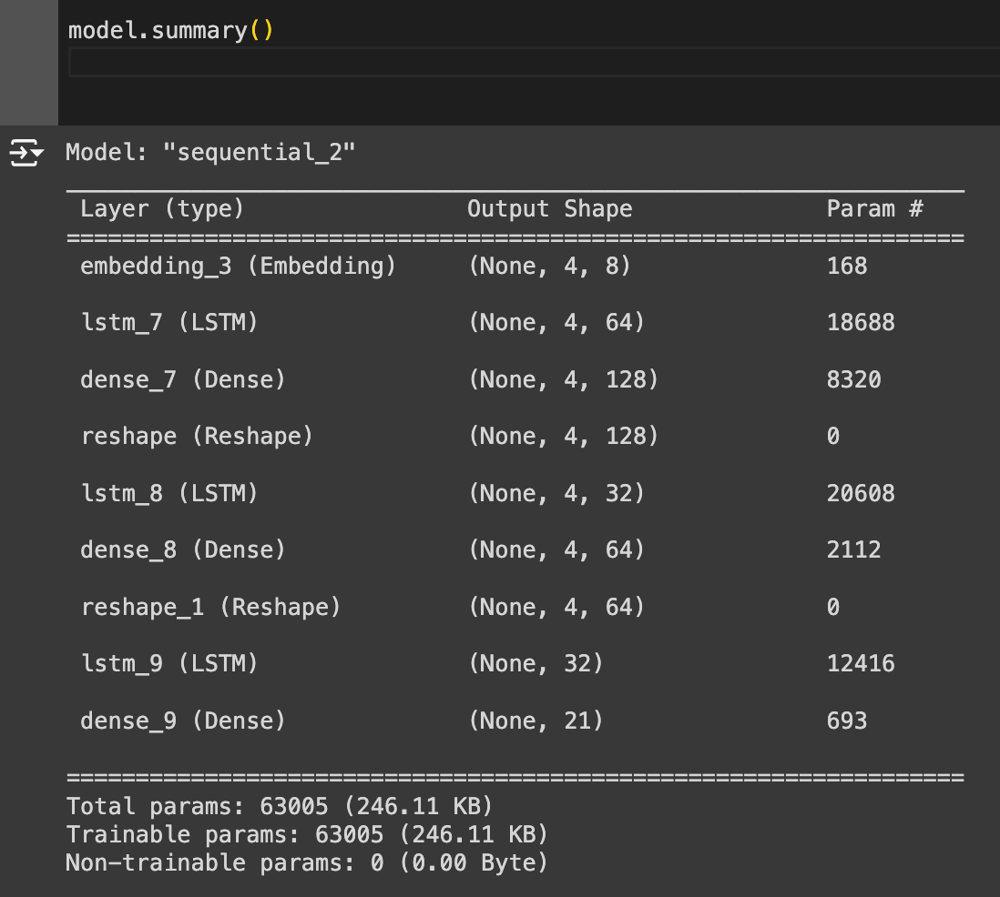 model.summary()
Model: "sequential_2"
Layer (type) Output Shape Param #
=================================================================
embedding_3 (Embedding) (None, 4, 8) 168
lstm_7 (LSTM) (None, 4, 64) 18688
dense_7 (Dense) (None, 4, 128) 8320
reshape (Reshape) (None, 4, 128) 0
lstm_8 (LSTM) (None, 4, 32) 20608
dense_8 (Dense) (None, 4, 64) 2112
reshape_1 (Reshape) (None, 4, 64) 0
lstm_9 (LSTM) (None, 32) 12416
dense_9 (Dense) (None, 21) 693
=================================================================
Total params: 63005 (246.11 KB)
Trainable params: 63005 (246.11 KB)
Non-trainable params: 0 (0.00 Byte)